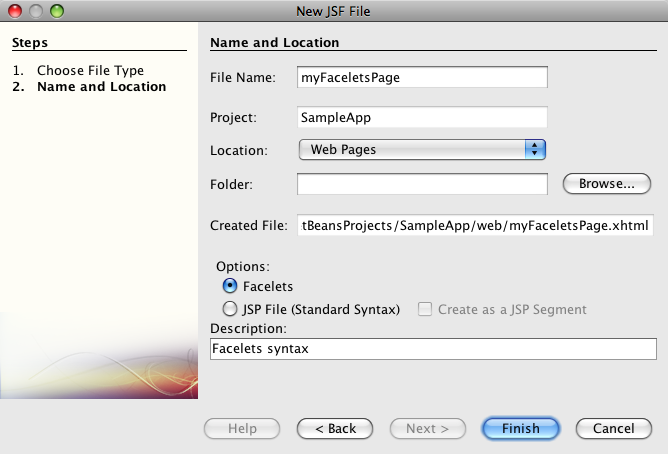 New JSF File
Steps
1. Choose File Type
2. Name and Location
Name and Location
File Name: myFaceletsPage
Project: SampleApp
Location: Web Pages
Folder: Browse...
Created File: tBeansProjects/SampleApp/web/myFaceletsPage.xhtml
Options:
Facelets
JSP File (Standard Syntax) Create as a JSP Segment
Description:
Facelets syntax
Help < Back Next > Finish Cancel